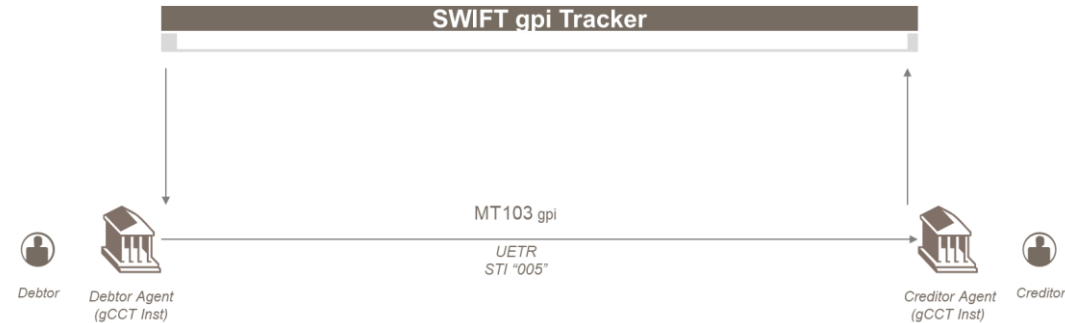 SWIFT gpi Tracker
MT103 gpi
UETR
STI “005”
Debtor
Debtor Agent
(gCCT Inst)
Creditor Agent
(gCCT Inst)
Creditor